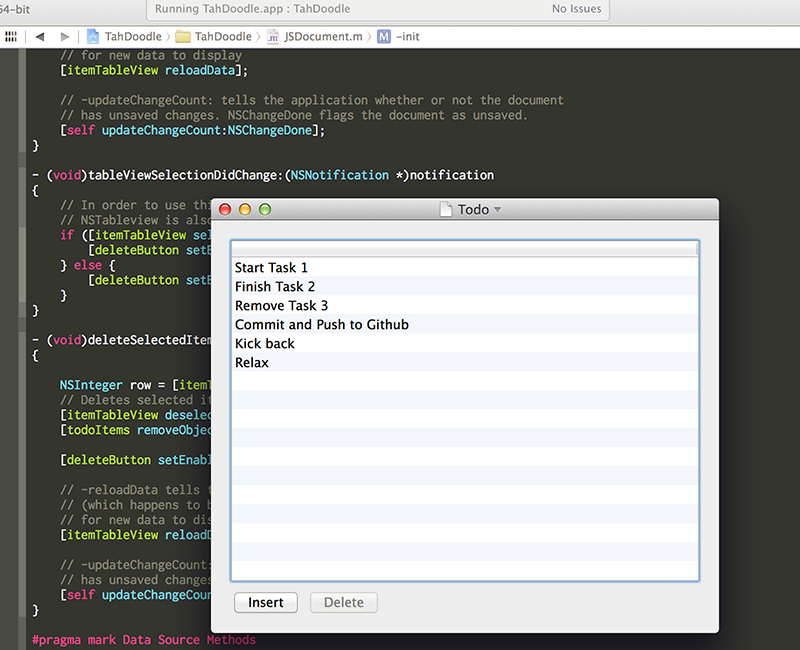 64-bit
Running TahDoodle.app : TahDoodle
No Issues
TahDoodle
TahDoodle
JSDocument.m
M
-init
// for new data to display
[itemTableView reloadData];
// -updateChangeCount: tells the application whether or not the document
// has unsaved changes. NSChangeDone flags the document as unsaved.
[self updateChangeCount:NSChangeDone];
}
- (void)tableViewSelectionDidChange:(NSNotification *)notification
{
// In order to use thi
// NSTableview is also
if ([itemTableView sel
[deleteButton setE
} else {
[deleteButton setE
}
}
- (void)deleteSelectedItem
{
NSInteger row = [itemT
// Deletes selected it
[itemTableView deselec
[todoItems removeObjec
[deleteButton setEnabl
// -reloadData tells t
// (which happens to b
// for new data to dis
[itemTableView reloadD
// -updateChangeCount:
// has unsaved changes
[self updateChangeCoun
}
#pragma mark Data Source Methods
Todo
Start Task 1
Finish Task 2
Remove Task 3
Commit and Push to Github
Kick back
Relax
Insert
Delete